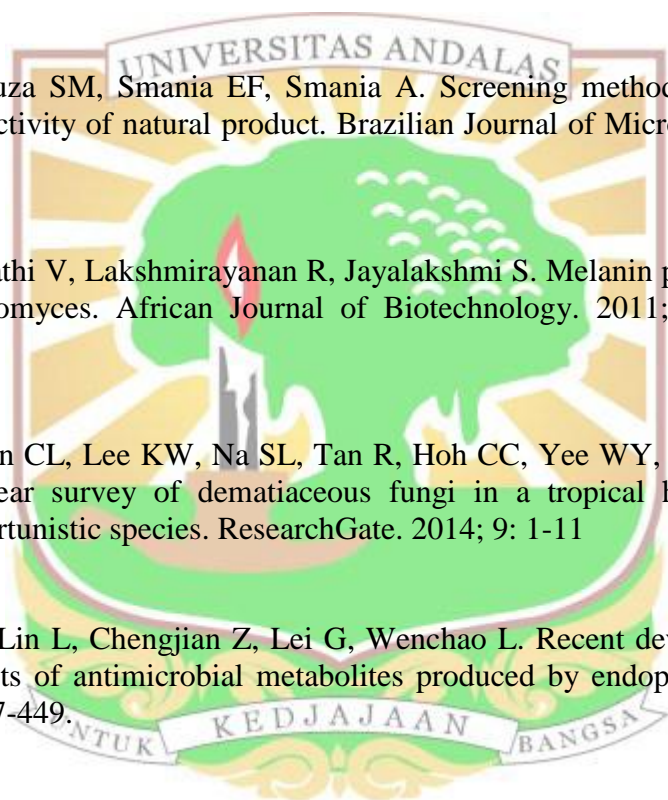 UNIVERSITAS ANDALAS
uza SM, Smania EF, Smania A. Screening method
ctivity of natural product. Brazilian Journal of Micr
thi V, Lakshmirayanan R, Jayalakshmi S. Melanin p
omyces. African Journal of Biotechnology. 2011;
n CL, Lee KW, Na SL, Tan R, Hoh CC, Yee WY,
ear survey of dematiaceous fungi in a tropical h
rtunistic species. ResearchGate. 2014; 9: 1-11
Lin L, Chengjian Z, Lei G, Wenchao L. Recent dev
ts of antimicrobial metabolites produced by endop
7-449.
UNTUK KEDJAJAAN BANGSA